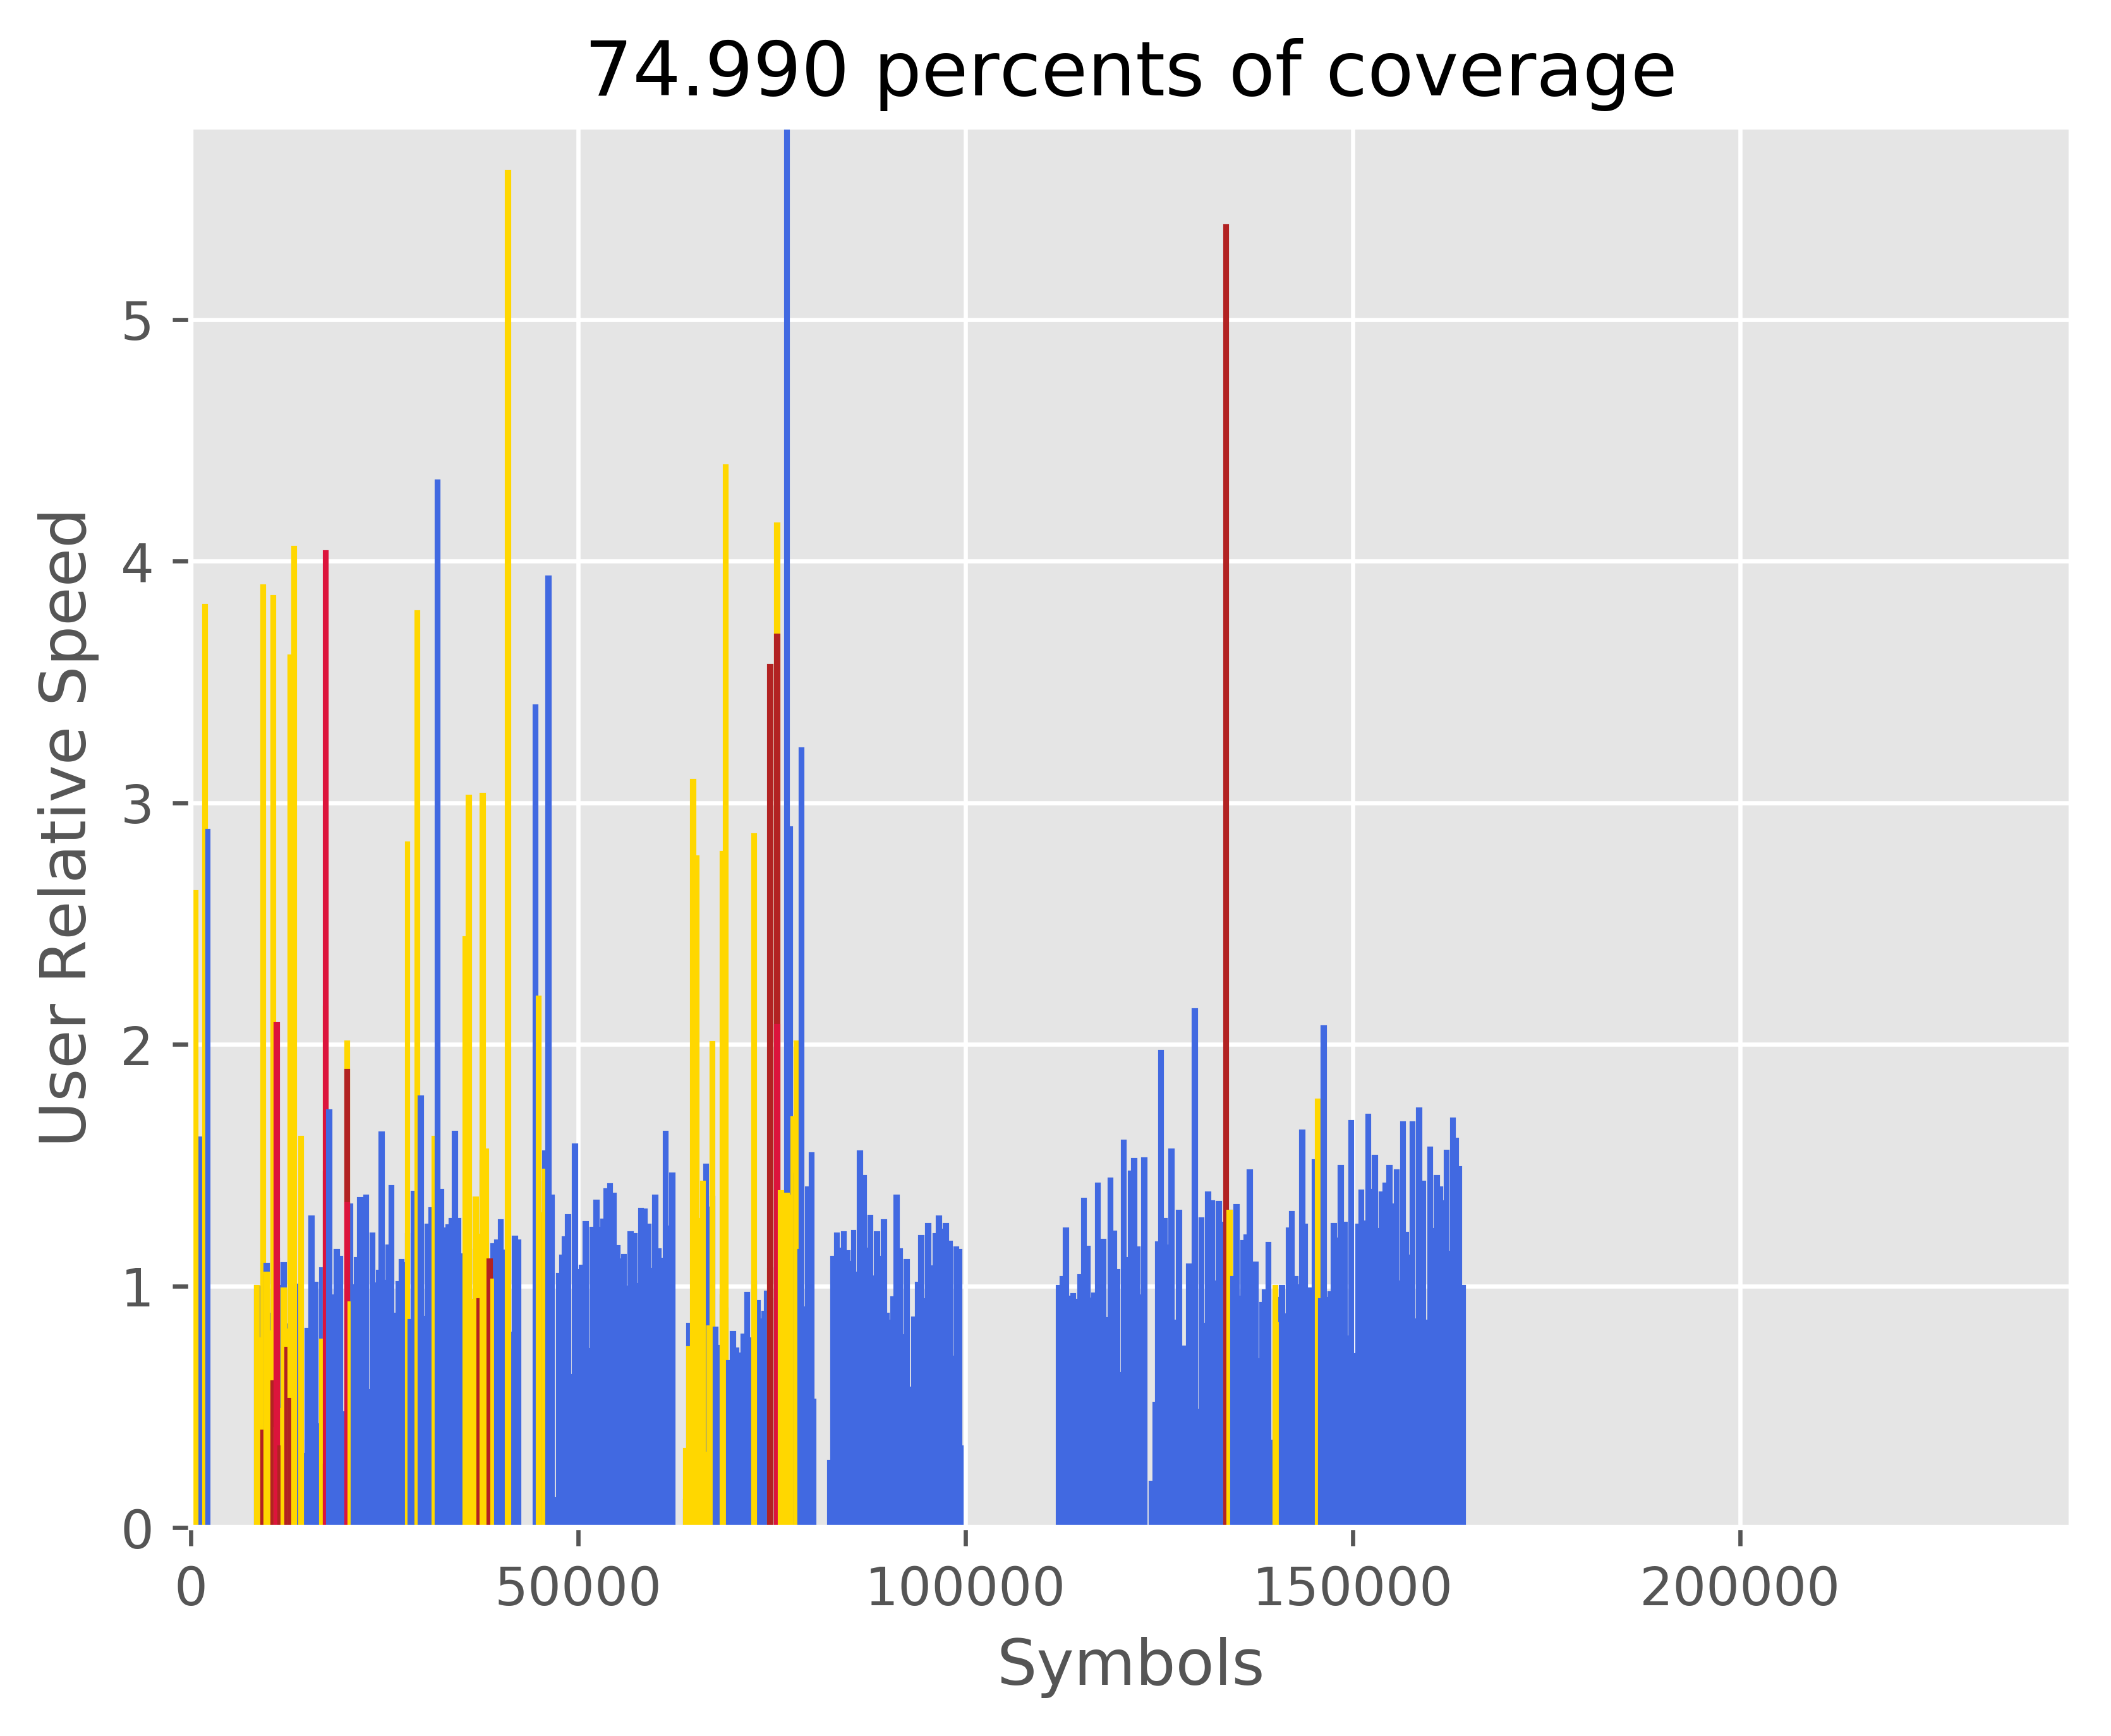 74.990 percents of coverage
User Relative Speed
5
4
3
2
1
0
0 50000 100000 150000 200000
Symbols